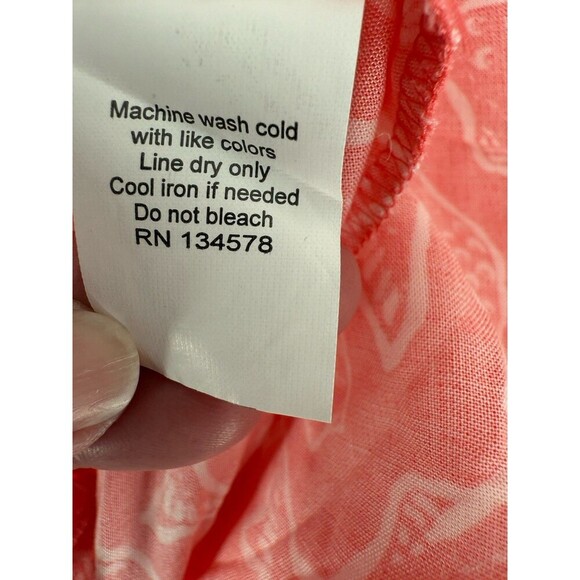 Machine wash cold
with like colors
Line dry only
Cool iron if needed
Do not bleach
RN 134578